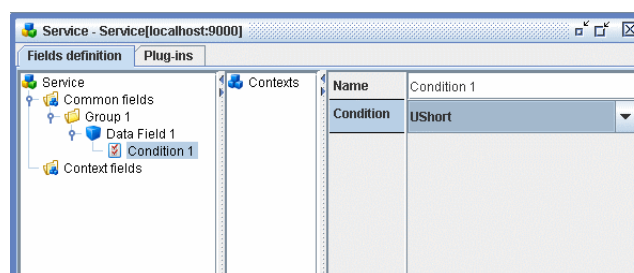 Service - Service[localhost:9000]
Fields definition Plug-ins
Service
Common fields
Group 1
Data Field 1
Condition 1
Context fields
Contexts
Name Condition 1
Condition UShort